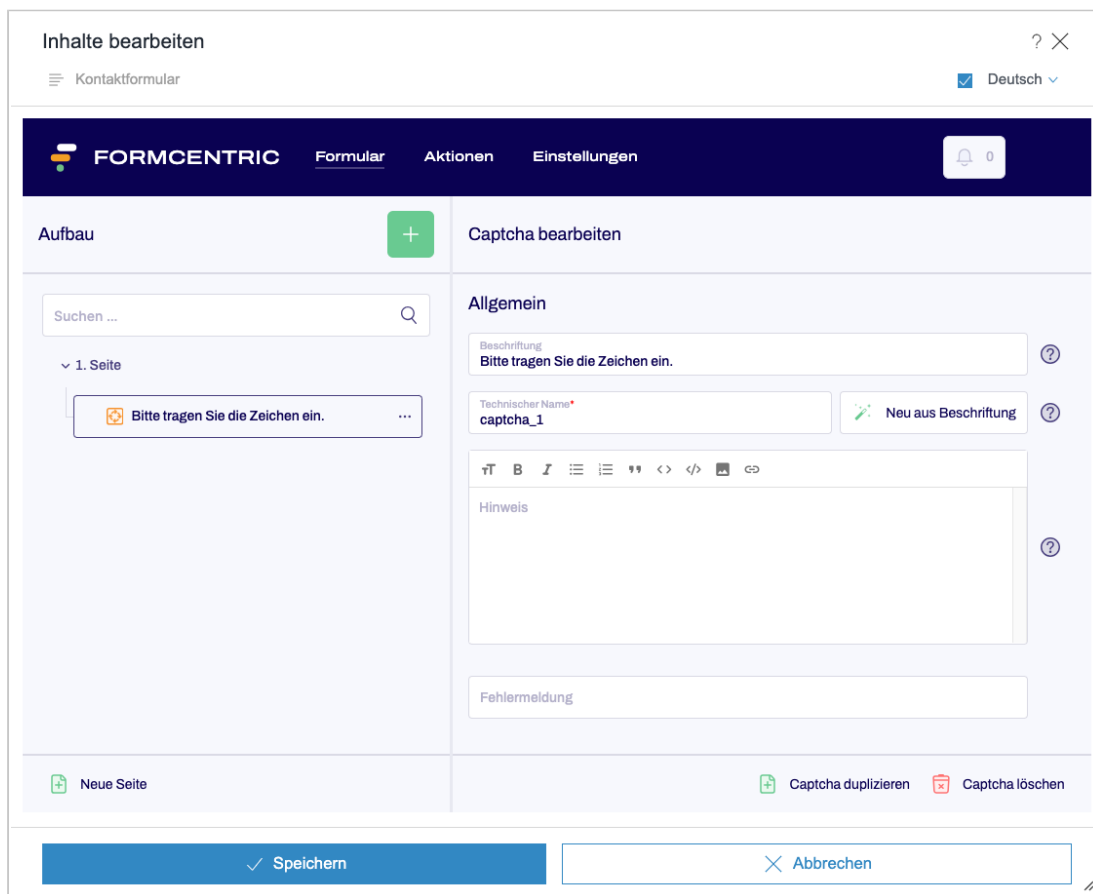 Inhalte bearbeiten
?
Kontaktformular
Deutsch
FORMCENTRIC
Formular
Aktionen
Einstellungen
0
Aufbau
+
Captcha bearbeiten
Suchen ...
1. Seite
Bitte tragen Sie die Zeichen ein.
...
Allgemein
Beschriftung
Bitte tragen Sie die Zeichen ein.
?
Technischer Name*
captcha_1
Neu aus Beschriftung
?
TT B I
Hinweis
?
Fehlermeldung
Neue Seite
Captcha duplizieren
Captcha löschen
Speichern
Abbrechen